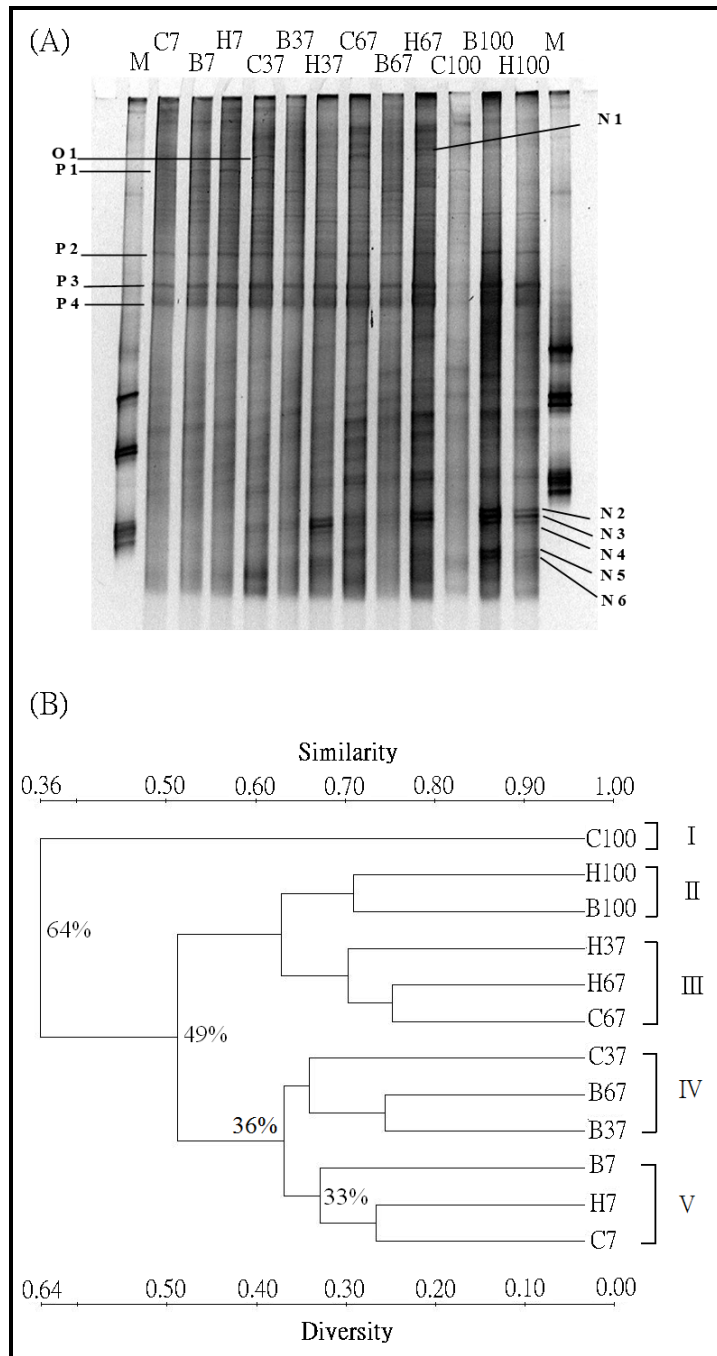 (A)
C7 H7 B37 C67 H67 B100 M
M B7 C37 H37 B67 C100 H100
N 1
O 1
P 1
P 2
P 3
P 4
N 2
N 3
N 4
N 5
N 6
(B)
Similarity
0.36 0.50 0.60 0.70 0.80 0.90 1.00
C100 I
H100
II
B100
64%
H37
H67 III
C67
49%
C37
B67 IV
36%
B37
B7
33%
H7 V
C7
0.64 0.50 0.40 0.30 0.20 0.10 0.00
Diversity